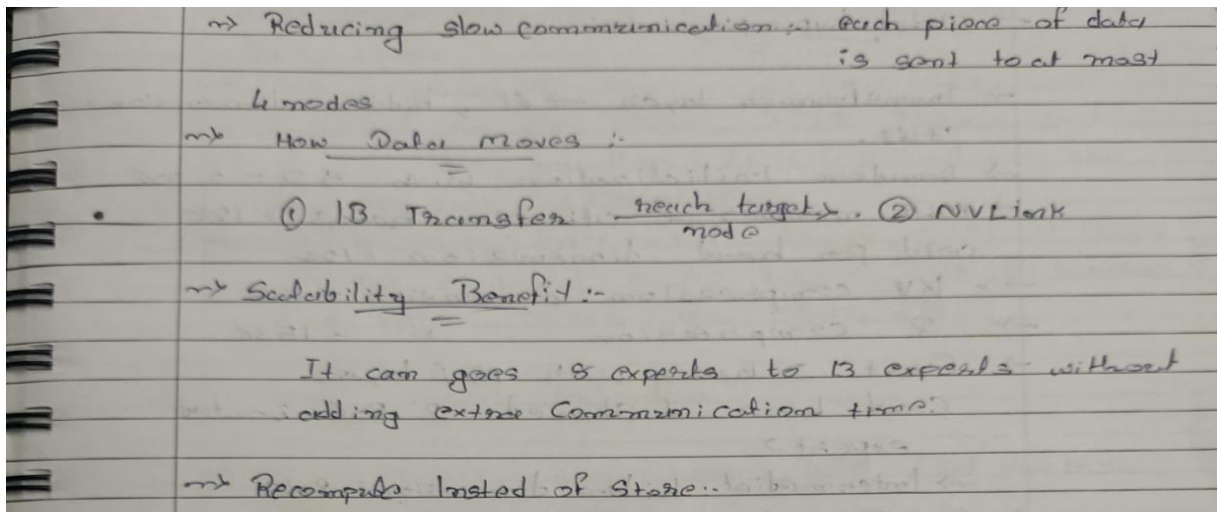 ~> Reducing slow communication :- each piece of data
is sent to at most
4 nodes
~> How Data moves :-
① IB Transfer reach target node > . ② NVLink
~> Scalability Benefit :-
It can goes 8 experts to 13 experts without
adding extra Communication time.
~> Recompute Insted of Store :-